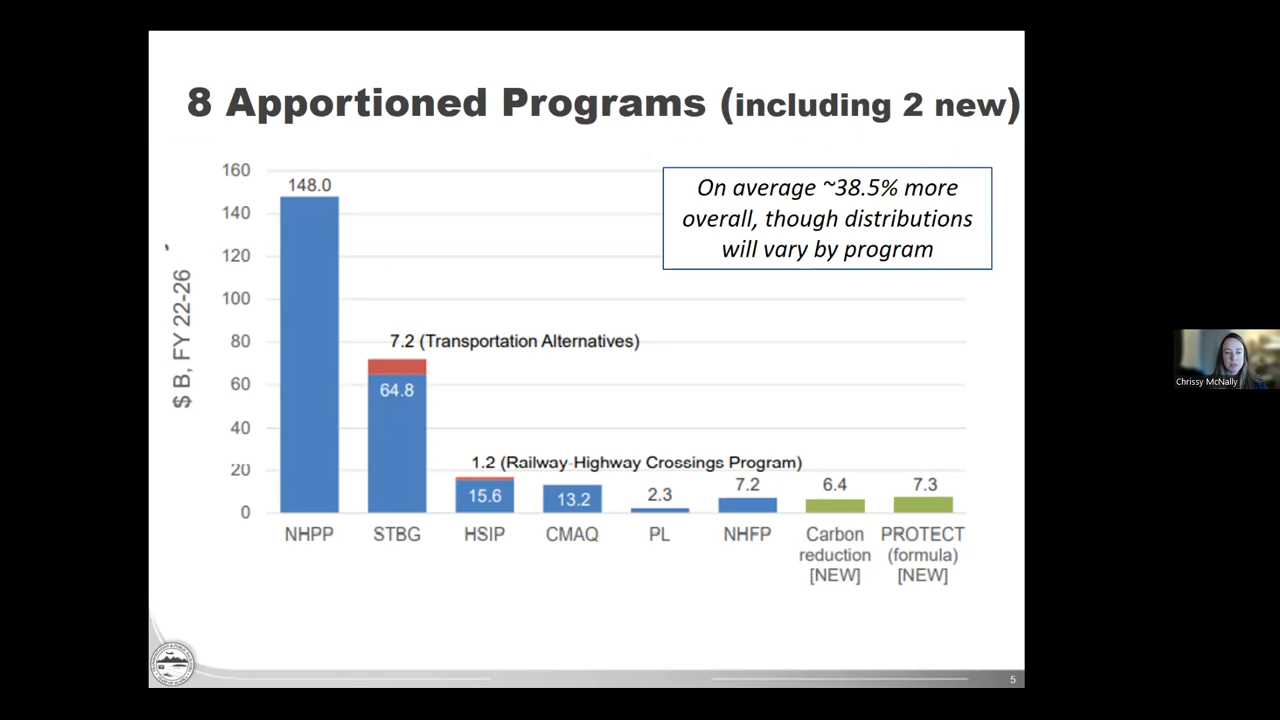 8 Apportioned Programs (including 2 new)
On average ~38.5% more
overall, though distributions
will vary by program
$ B, FY 22-26
160
140
120
100
80
60
40
20
0
148.0
7.2 (Transportation Alternatives)
64.8
1.2 (Railway-Highway Crossings Program)
15.6
13.2
2.3
7.2
6.4
7.3
NHPP
STBG
HSIP
CMAQ
PL
NHFP
Carbon
reduction
[NEW]
PROTECT
(formula)
[NEW]
Chrissy McNally
5